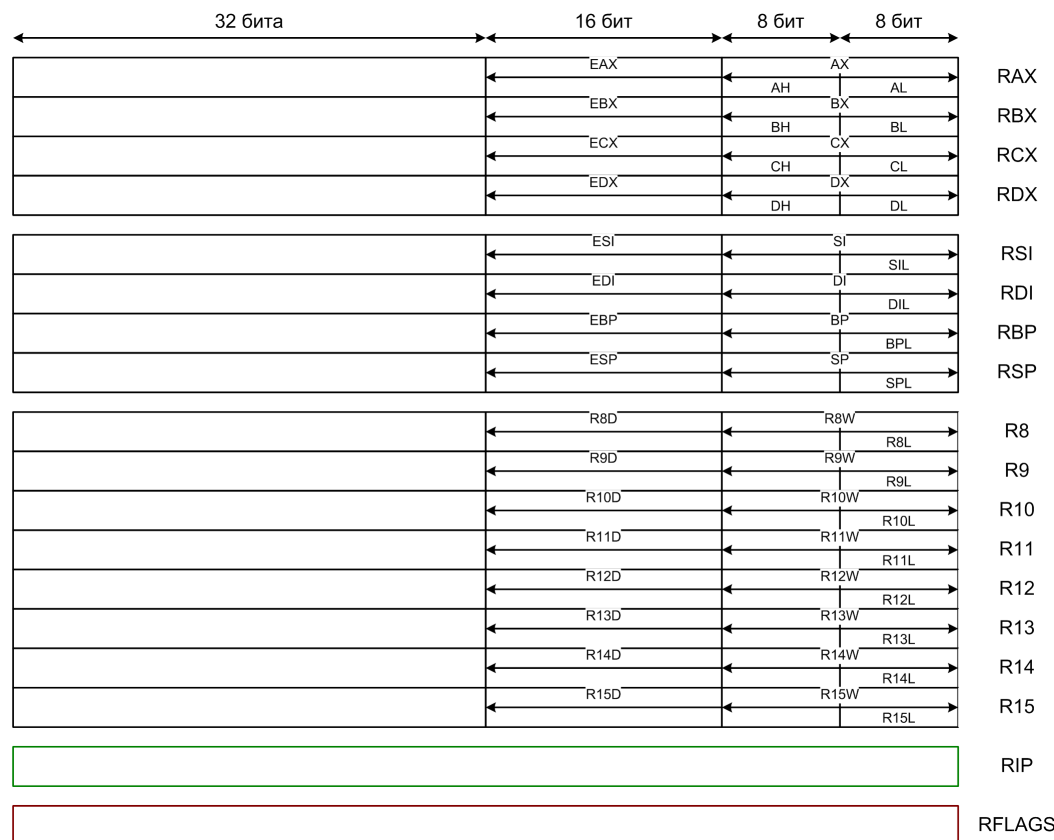 32 бита 16 бит 8 бит 8 бит
EAX AX RAX
AH AL
EBX BX RBX
BH BL
ECX CX RCX
CH CL
EDX DX RDX
DH DL
ESI SI RSI
SIL
EDI DI RDI
DIL
EBP BP RBP
BPL
ESP SP RSP
SPL
R8D R8W R8
R8L
R9D R9W R9
R9L
R10D R10W R10
R10L
R11D R11W R11
R11L
R12D R12W R12
R12L
R13D R13W R13
R13L
R14D R14W R14
R14L
R15D R15W R15
R15L
RIP
RFLAGS